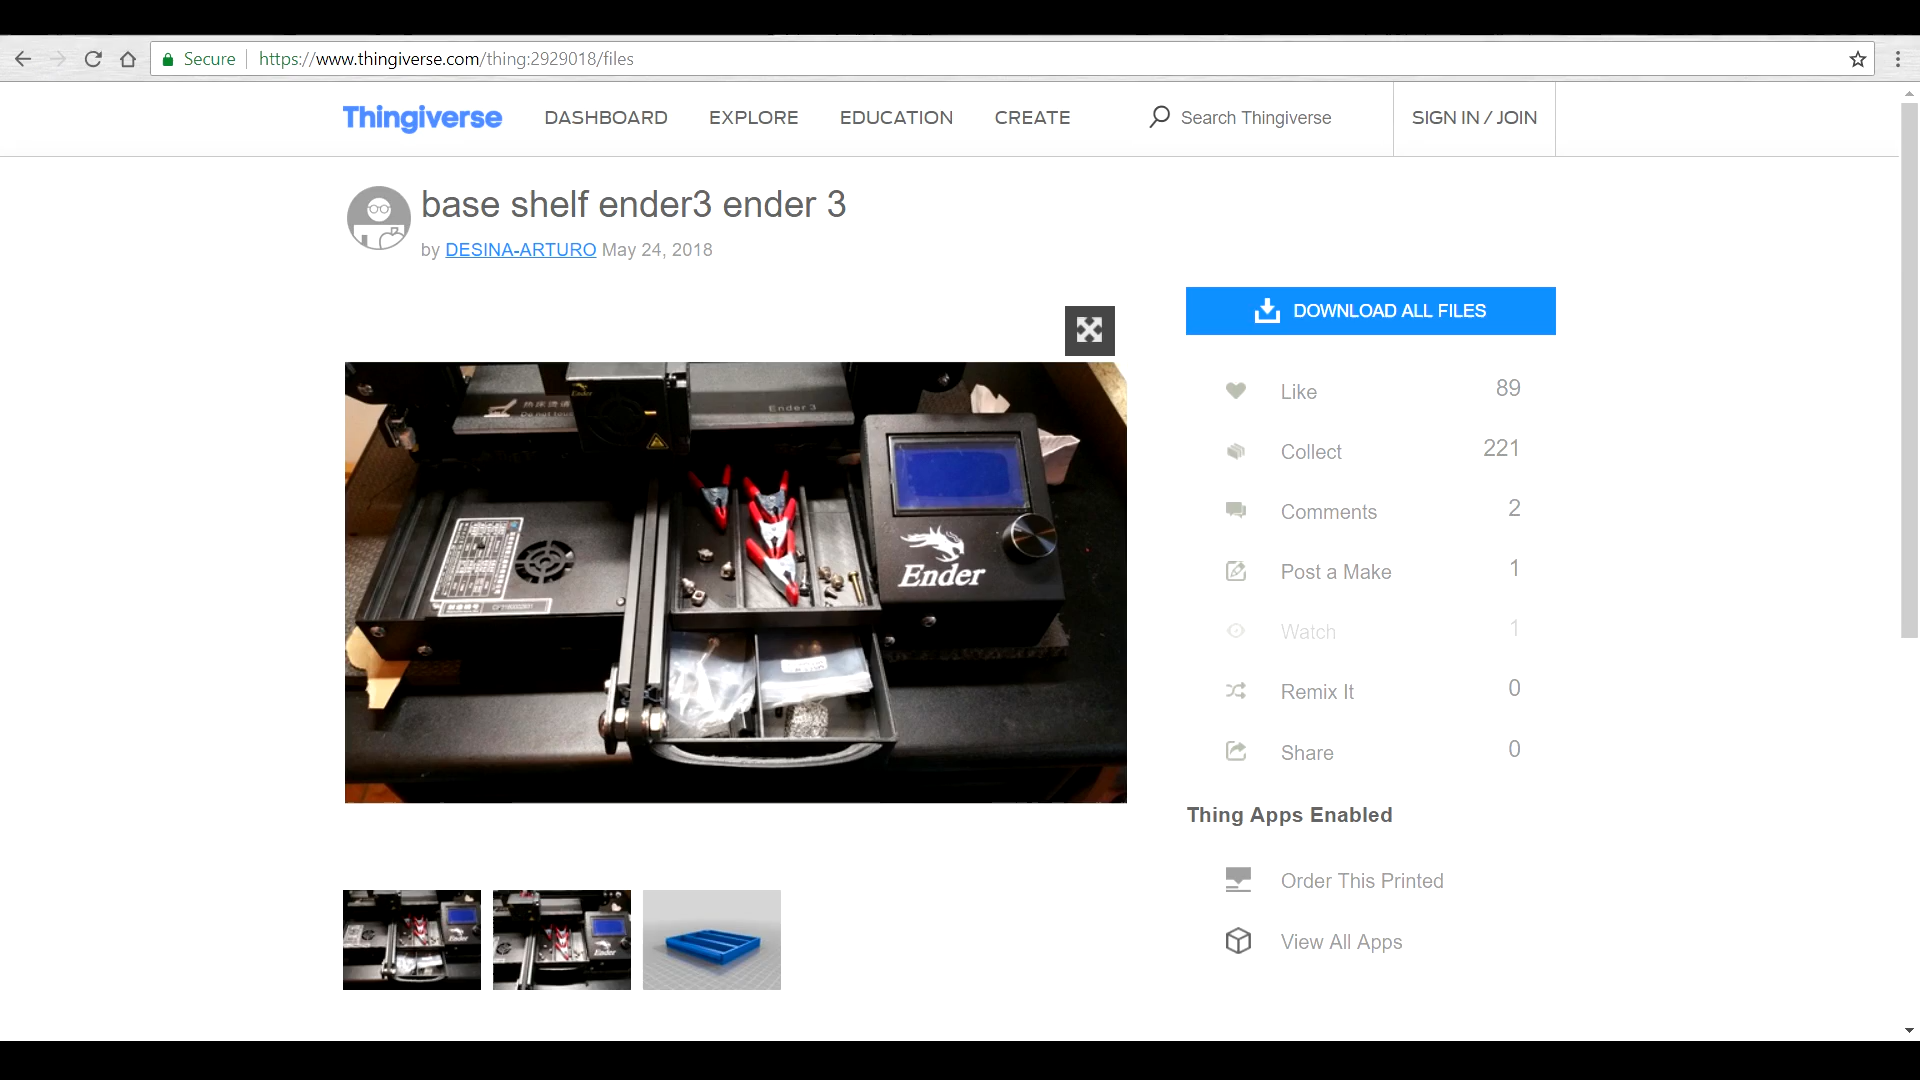 Secure https://www.thingiverse.com/thing:2929018/files
Thingiverse DASHBOARD EXPLORE EDUCATION CREATE Search Thingiverse SIGN IN / JOIN
base shelf ender3 ender 3
by DESINA-ARTURO May 24, 2018
DOWNLOAD ALL FILES
Like 89
Collect 221
Comments 2
Post a Make 1
Watch 1
Remix It 0
Share 0
Thing Apps Enabled
Order This Printed
View All Apps
Ender
Ender 3
Ender